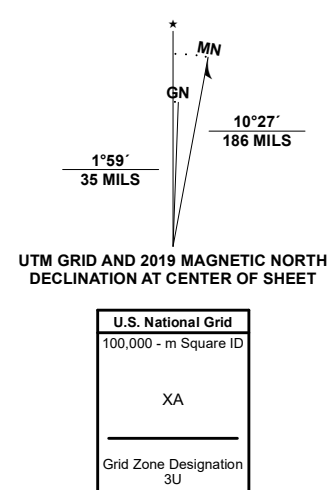 MN
GN
10°27´
186 MILS
1°59´
35 MILS
UTM GRID AND 2019 MAGNETIC NORTH
DECLINATION AT CENTER OF SHEET
U.S. National Grid
100,000 - m Square ID
XA
Grid Zone Designation
3U